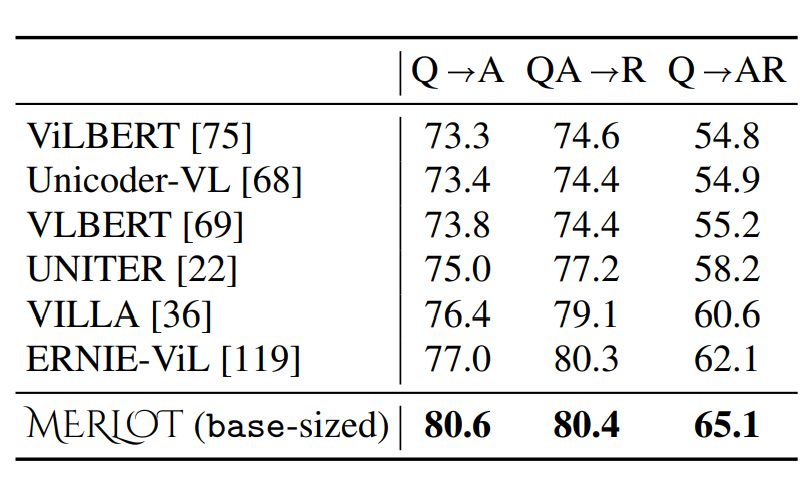 Q →A QA →R Q →AR
ViLBERT [75] 73.3 74.6 54.8
Unicoder-VL [68] 73.4 74.4 54.9
VLBERT [69] 73.8 74.4 55.2
UNITER [22] 75.0 77.2 58.2
VILLA [36] 76.4 79.1 60.6
ERNIE-ViL [119] 77.0 80.3 62.1
MERLOT (base-sized) 80.6 80.4 65.1